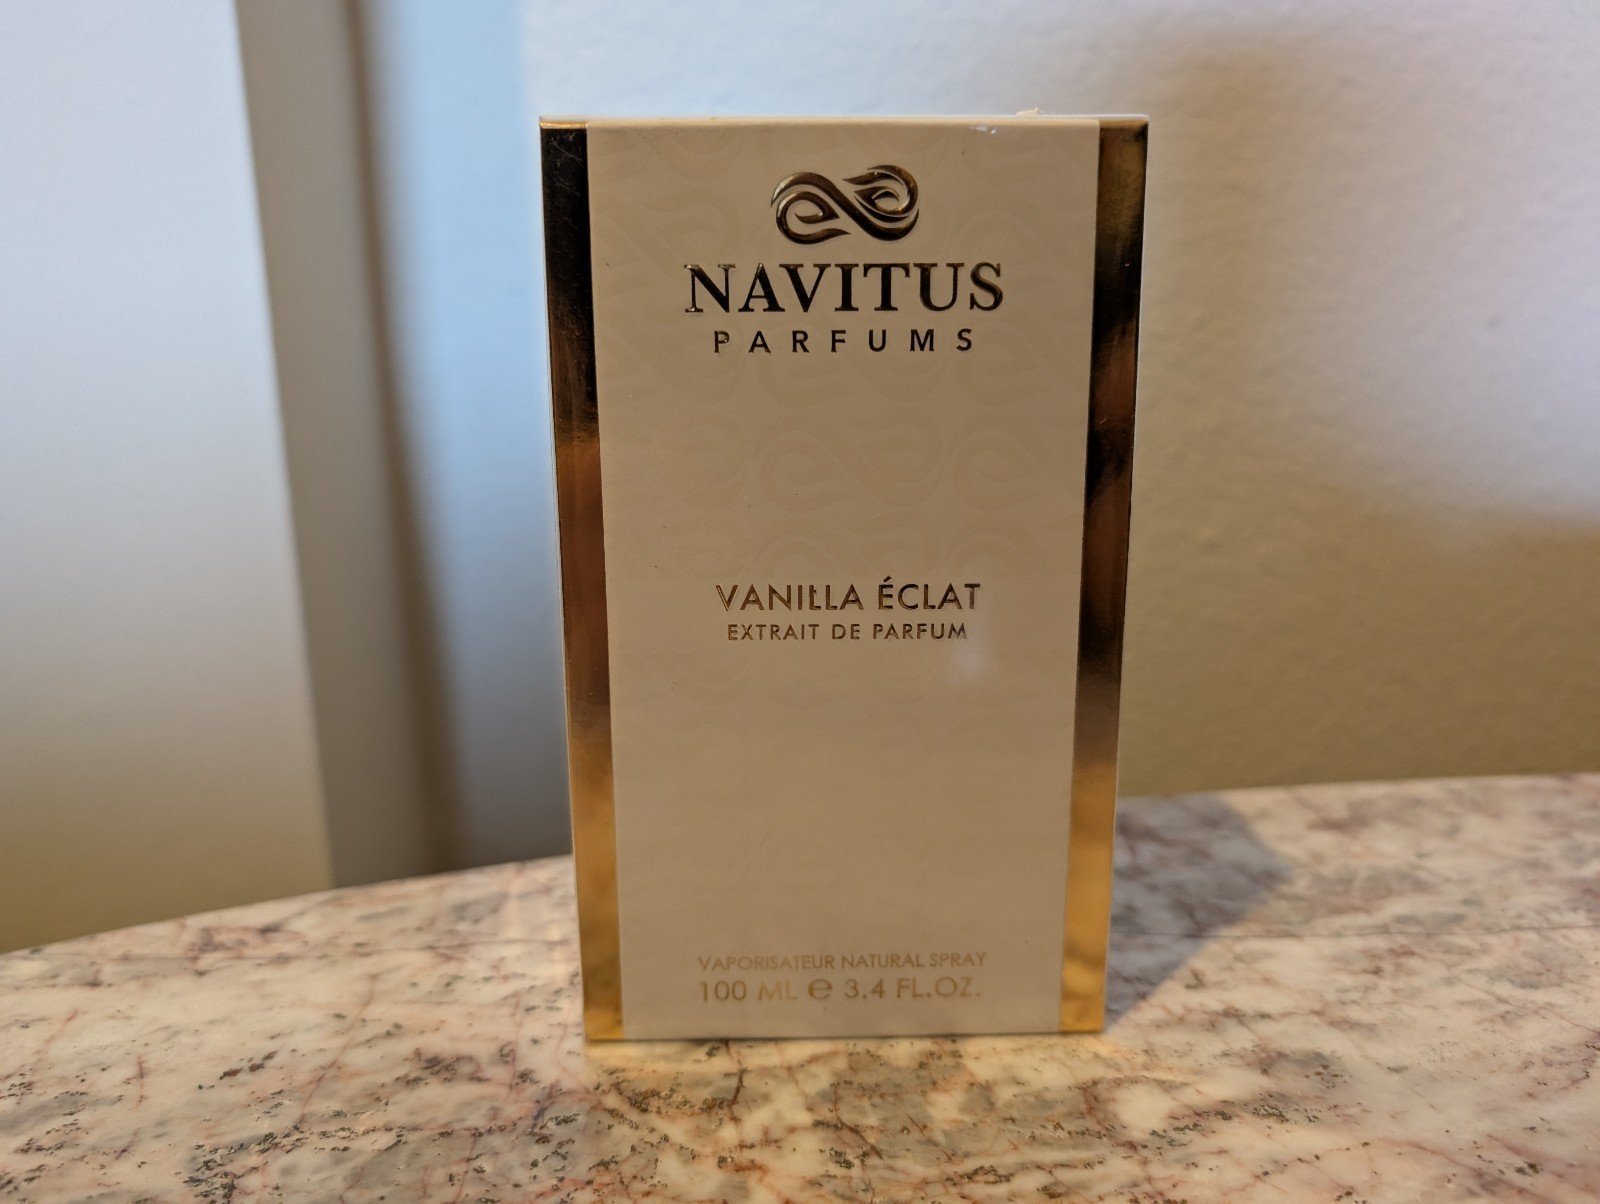 NAVITUS
PARFUMS
VANILLA ÉCLAT
EXTRAIT DE PARFUM
VAPORISATEUR NATURAL SPRAY
100 ML ℮ 3.4 FL.OZ.